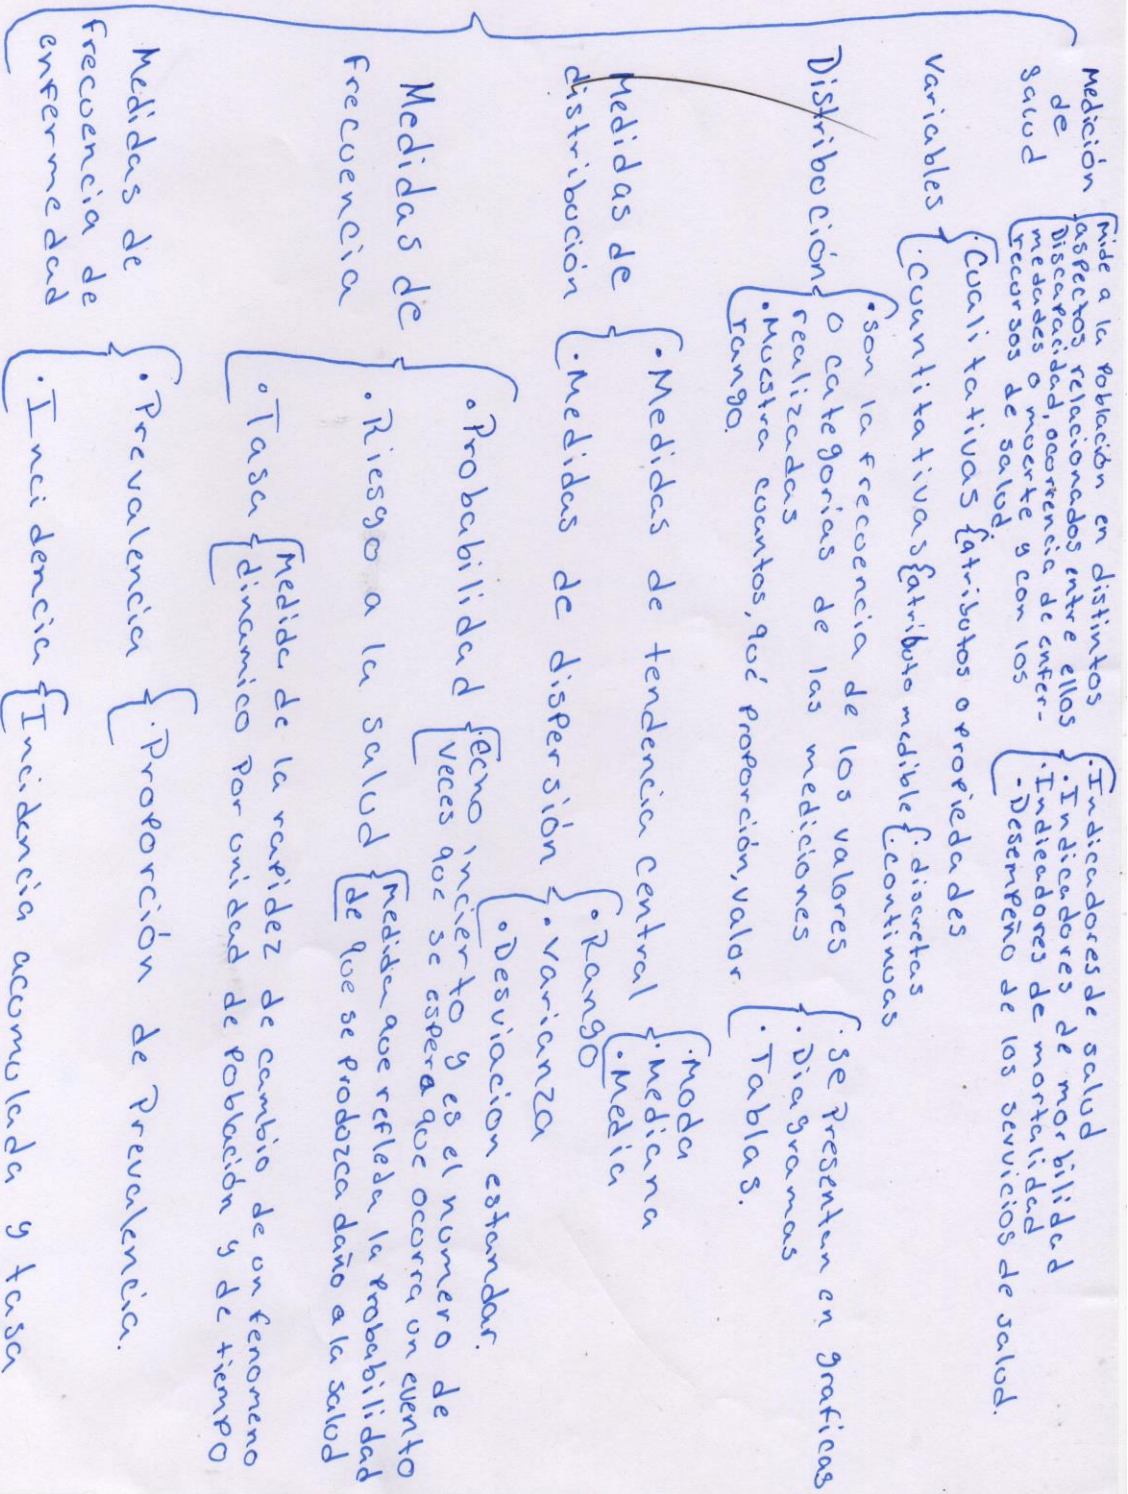 Medición
de
salud
Mide a la población en distintos
aspectos relacionados entre ellos
Discapacidad, ocurrencia de enfer-
medades o muerte y con los
recursos de salud.
·Indicadores de salud
·Indicadores de morbilidad
·Indicadores de mortalidad
·Desempeño de los servicios de salud.
Variables
·Cualitativas {atributos o propiedades
·Cuantitativas {atributo medible {·discretas
·continuas
Distribución
·son la frecuencia de los valores
o categorías de las mediciones
realizadas
·Muestra cuantos, qué proporción, valor
rango.
·Se presentan en graficas
·Diagramas
·Tablas.
Medidas de
distribución
·Medidas de tendencia central
·Moda
·Mediana
·Media
·Medidas de dispersión
·Rango
·Varianza
·Desviacion estandar.
Medidas de
frecuencia
·Probabilidad
·Echo incierto y es el numero de
veces que se espera que ocurra un evento
·Riesgo a la salud
Medida que refleda la probabilidad
de que se produzca daño a la salud
·Tasa
Medida de la rapidez de cambio de un fenomeno
dinamico por unidad de población y de tiempo
Medidas de
frecuencia de
enfermedad
·Prevalencia {·Proporción de Prevalencia.
·Incidencia {Incidencia acumulada y tasa